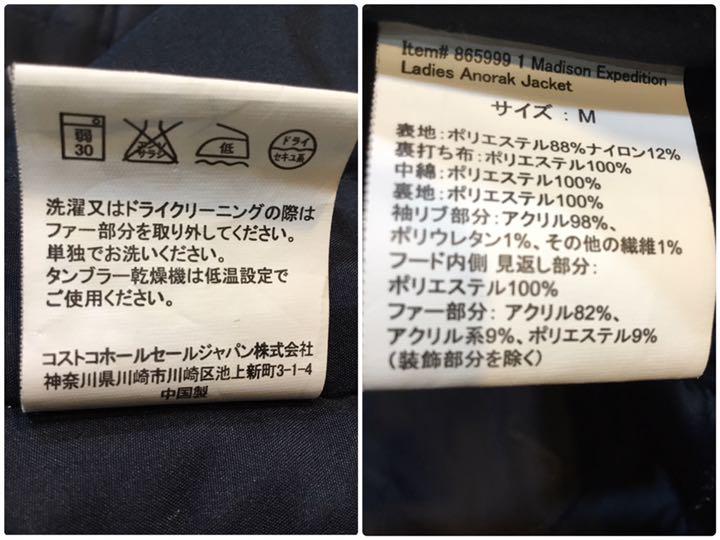 弱
30
エンソ
サラシ
低
ドライ
セキユ系
洗濯又はドライクリーニングの際は
ファー部分を取り外してください。
単独でお洗いください。
タンブラー乾燥機は低温設定で
ご使用ください。
コストコホールセールジャパン株式会社
神奈川県川崎市川崎区池上新町3-1-4
中国製
Item# 865999 1 Madison Expedition
Ladies Anorak Jacket
サイズ : M
表地:ポリエステル88%ナイロン12%
裏打ち布:ポリエステル100%
中綿:ポリエステル100%
裏地:ポリエステル100%
袖リブ部分:アクリル98%、
ポリウレタン1%、その他の繊維1%
フード内側 見返し部分:
ポリエステル100%
ファー部分: アクリル82%、
アクリル系9%、ポリエステル9%
(装飾部分を除く)